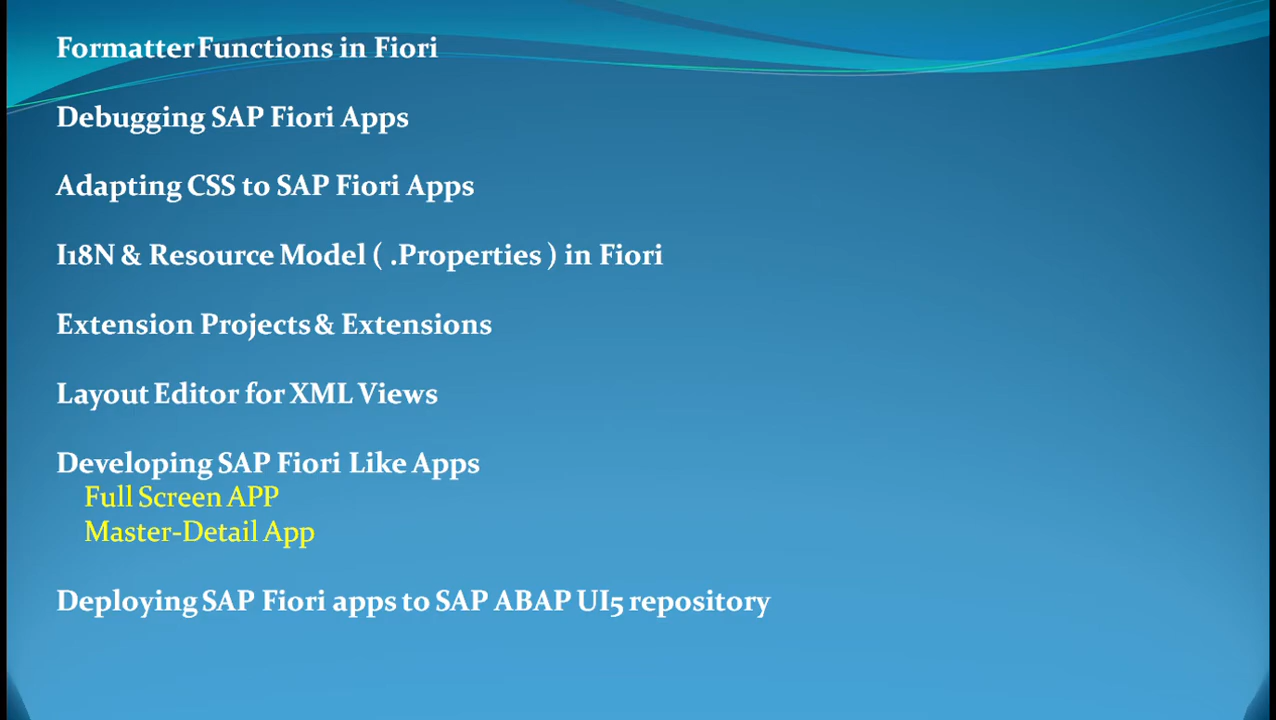 Formatter Functions in Fiori
Debugging SAP Fiori Apps
Adapting CSS to SAP Fiori Apps
I18N & Resource Model ( .Properties ) in Fiori
Extension Projects & Extensions
Layout Editor for XML Views
Developing SAP Fiori Like Apps
Full Screen APP
Master-Detail App
Deploying SAP Fiori apps to SAP ABAP UI5 repository